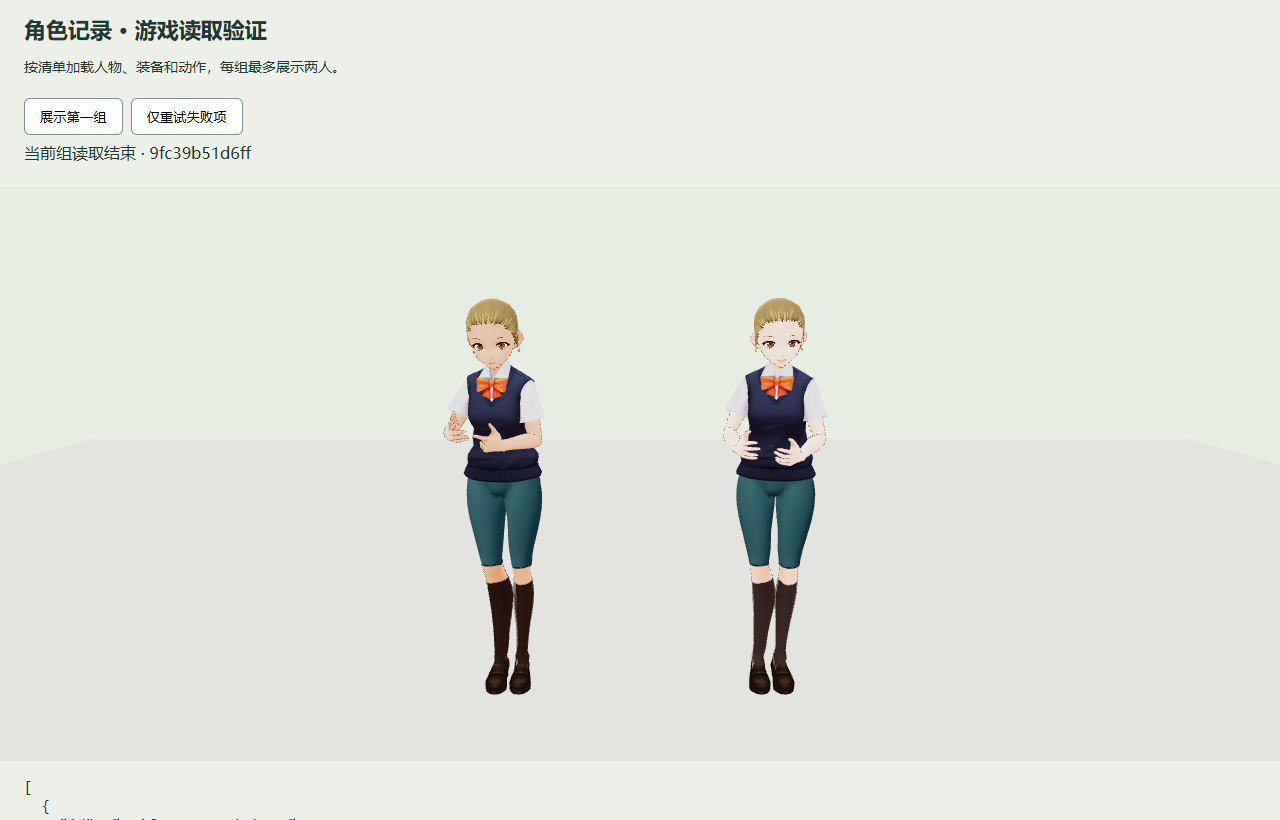 角色记录 • 游戏读取验证
按清单加载人物、装备和动作，每组最多展示两人。
展示第一组
仅重试失败项
当前组读取结束 · 9fc39b51d6ff
[
{